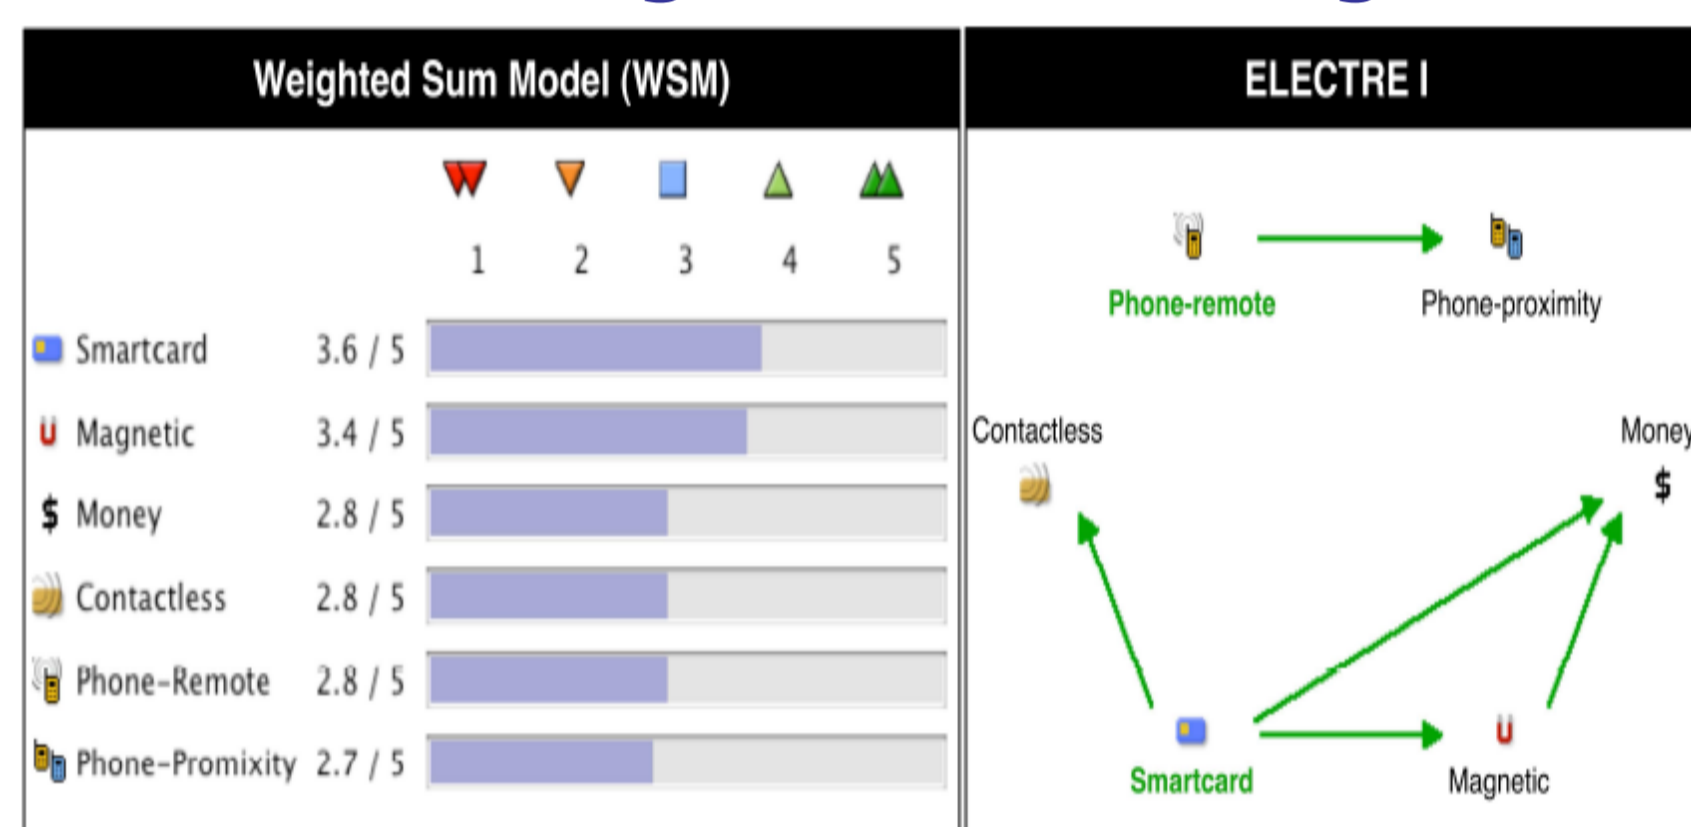 Weighted Sum Model (WSM)
1 2 3 4 5
Smartcard 3.6 / 5
Magnetic 3.4 / 5
$ Money 2.8 / 5
Contactless 2.8 / 5
Phone-Remote 2.8 / 5
Phone-Promixity 2.7 / 5
ELECTRE I
Phone-remote Phone-proximity
Contactless Money
$
Smartcard Magnetic